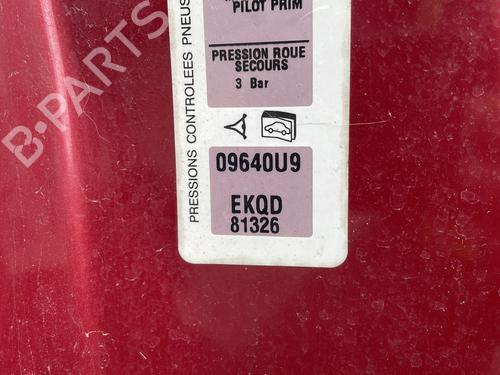 PILOT PRIM
PRESSION ROUE
SECOURS
3 Bar
09640U9
EKQD
81326
PRESSIONS CONTROLEES PNEUS
B-PARTS